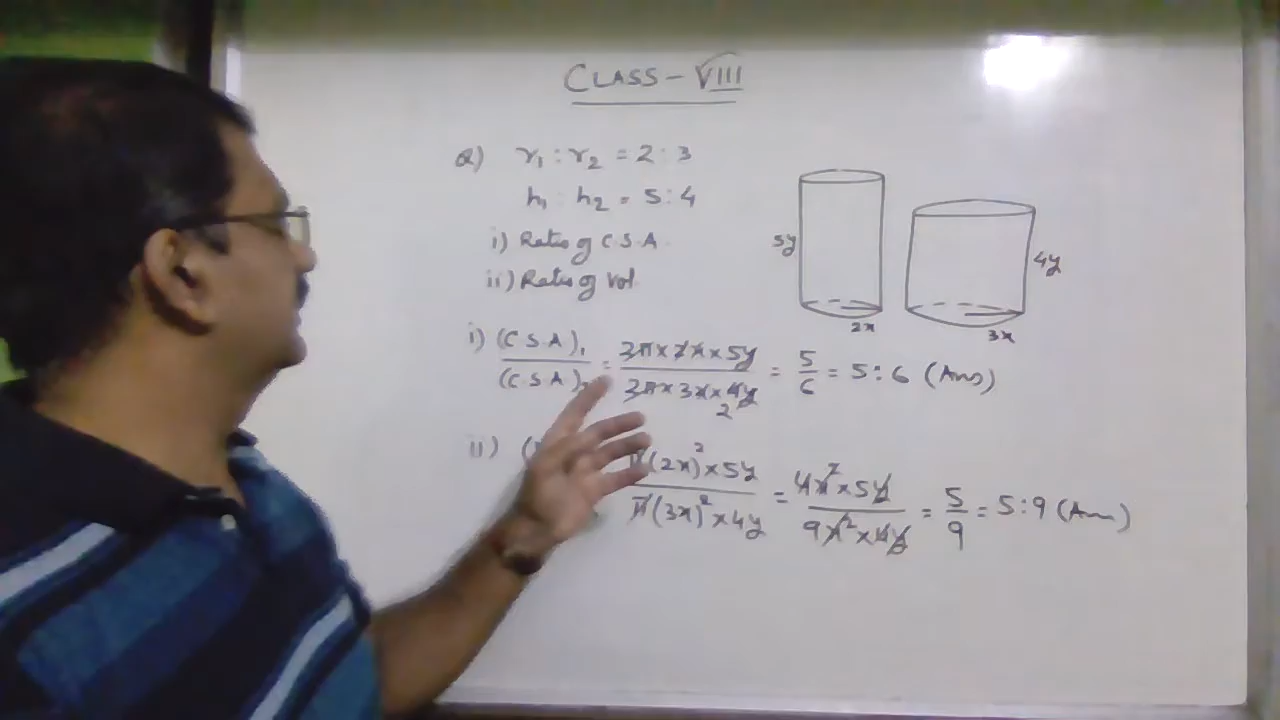 CLASS - VIII
Q) r₁ : r₂ = 2 : 3
h₁ : h₂ = 5 : 4
i) Ratio of C.S.A.
ii) Ratio of Vol.
5y
4y
2x
3x
i) (C.S.A)₁ / (C.S.A)₂ = 2π × 2x × 5y / 2π × 3x × 4y 2 = 5/6 = 5 : 6 (Ans)
ii) ( π(2x)² × 5y / π(3x)² × 4y = 4x² × 5y / 9x² × 4y = 5/9 = 5 : 9 (Ans)